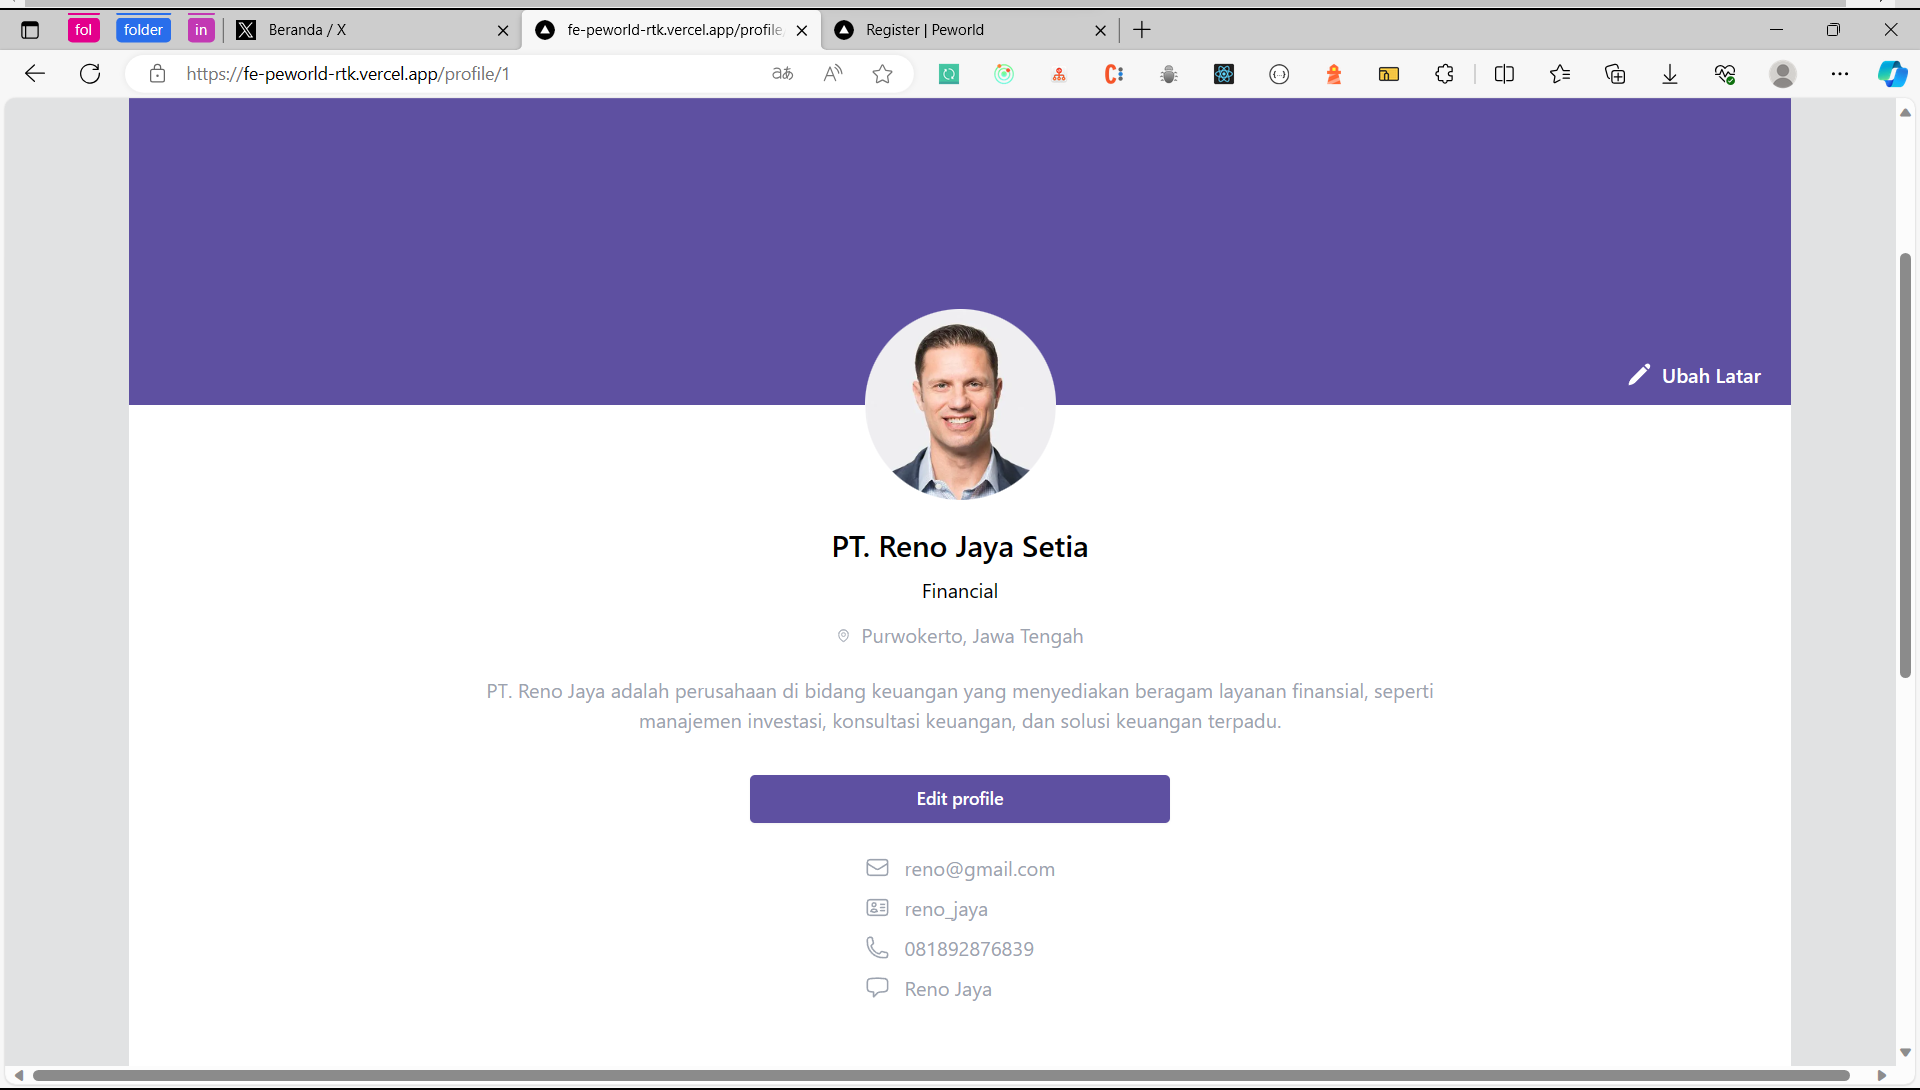 fol
folder
in
Beranda / X
fe-peworld-rtk.vercel.app/profile/
Register | Peworld
https://fe-peworld-rtk.vercel.app/profile/1
Ubah Latar
PT. Reno Jaya Setia
Financial
Purwokerto, Jawa Tengah
PT. Reno Jaya adalah perusahaan di bidang keuangan yang menyediakan beragam layanan finansial, seperti
manajemen investasi, konsultasi keuangan, dan solusi keuangan terpadu.
Edit profile
reno@gmail.com
reno_jaya
081892876839
Reno Jaya